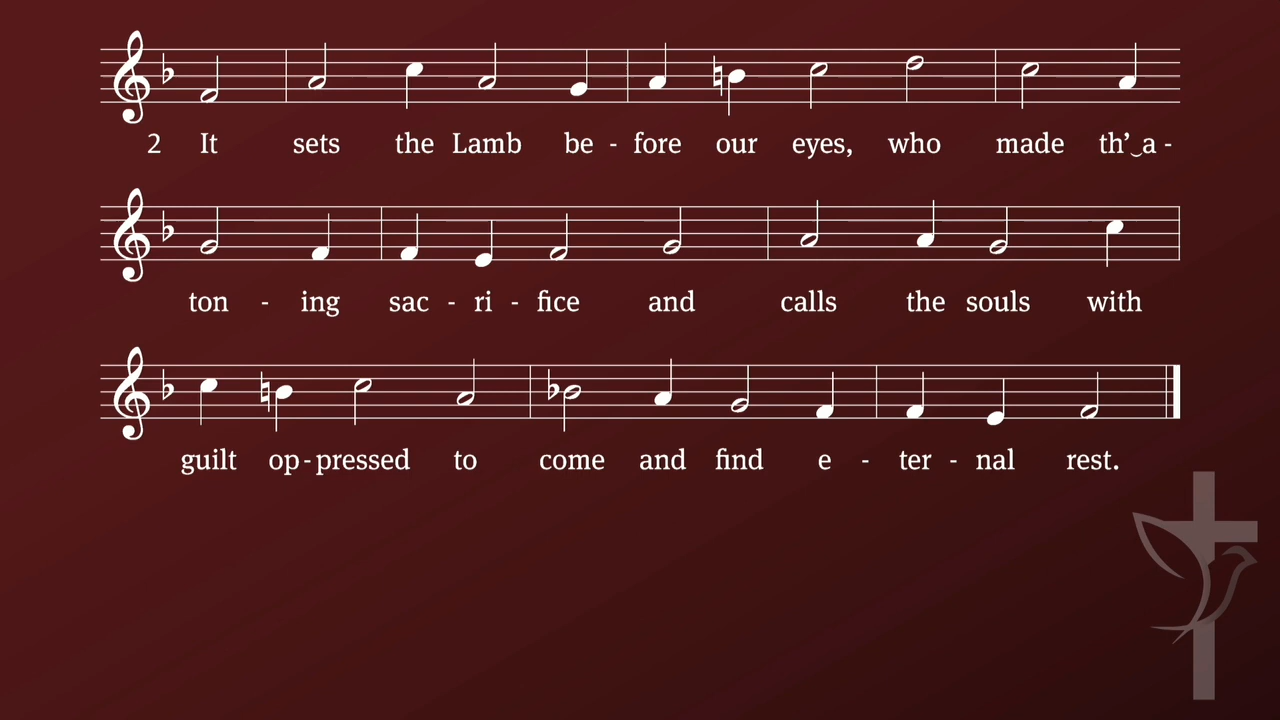 2 It sets the Lamb be - fore our eyes, who made th’‿a -
ton - ing sac - ri - fice and calls the souls with
guilt op - pressed to come and find e - ter - nal rest.